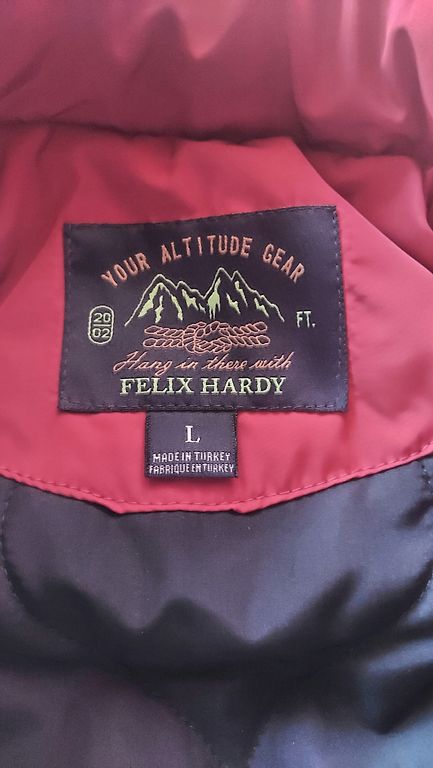 YOUR ALTITUDE GEAR
20
02
FT.
Hang in there with
FELIX HARDY
L
MADE IN TURKEY
FABRIQUE EN TURKEY